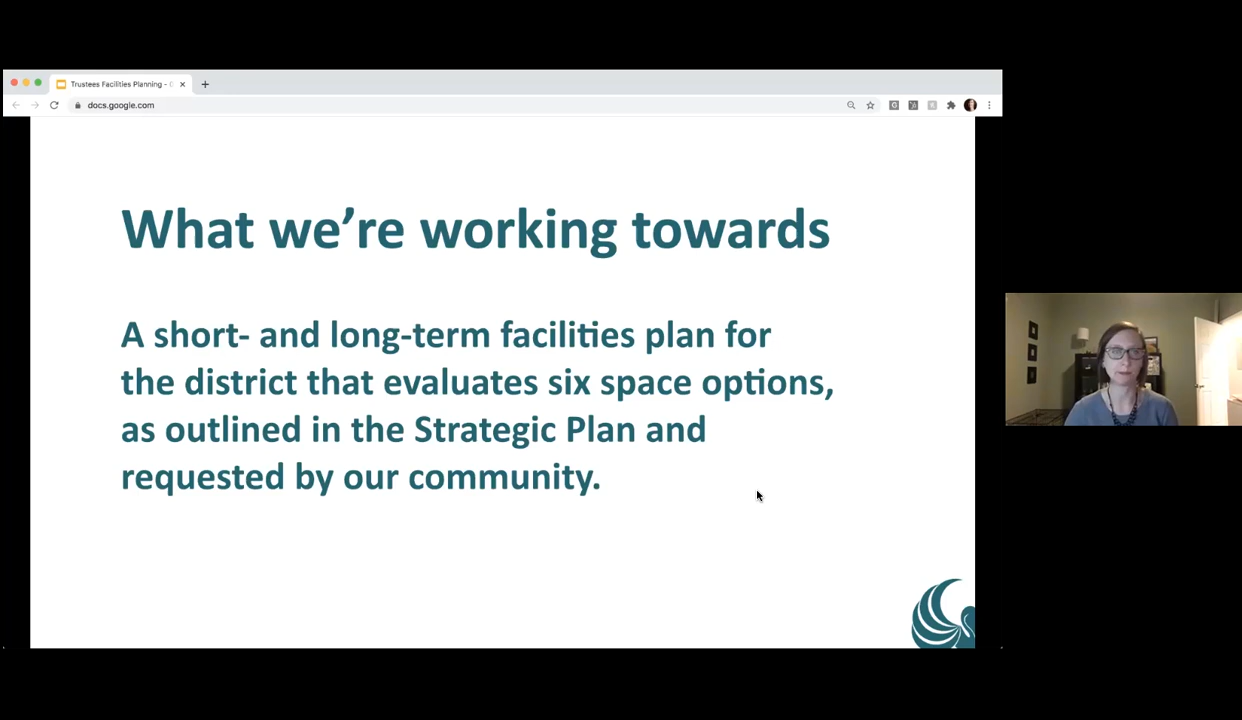 Trustees Facilities Planning -
docs.google.com
What we're working towards
A short- and long-term facilities plan for
the district that evaluates six space options,
as outlined in the Strategic Plan and
requested by our community.